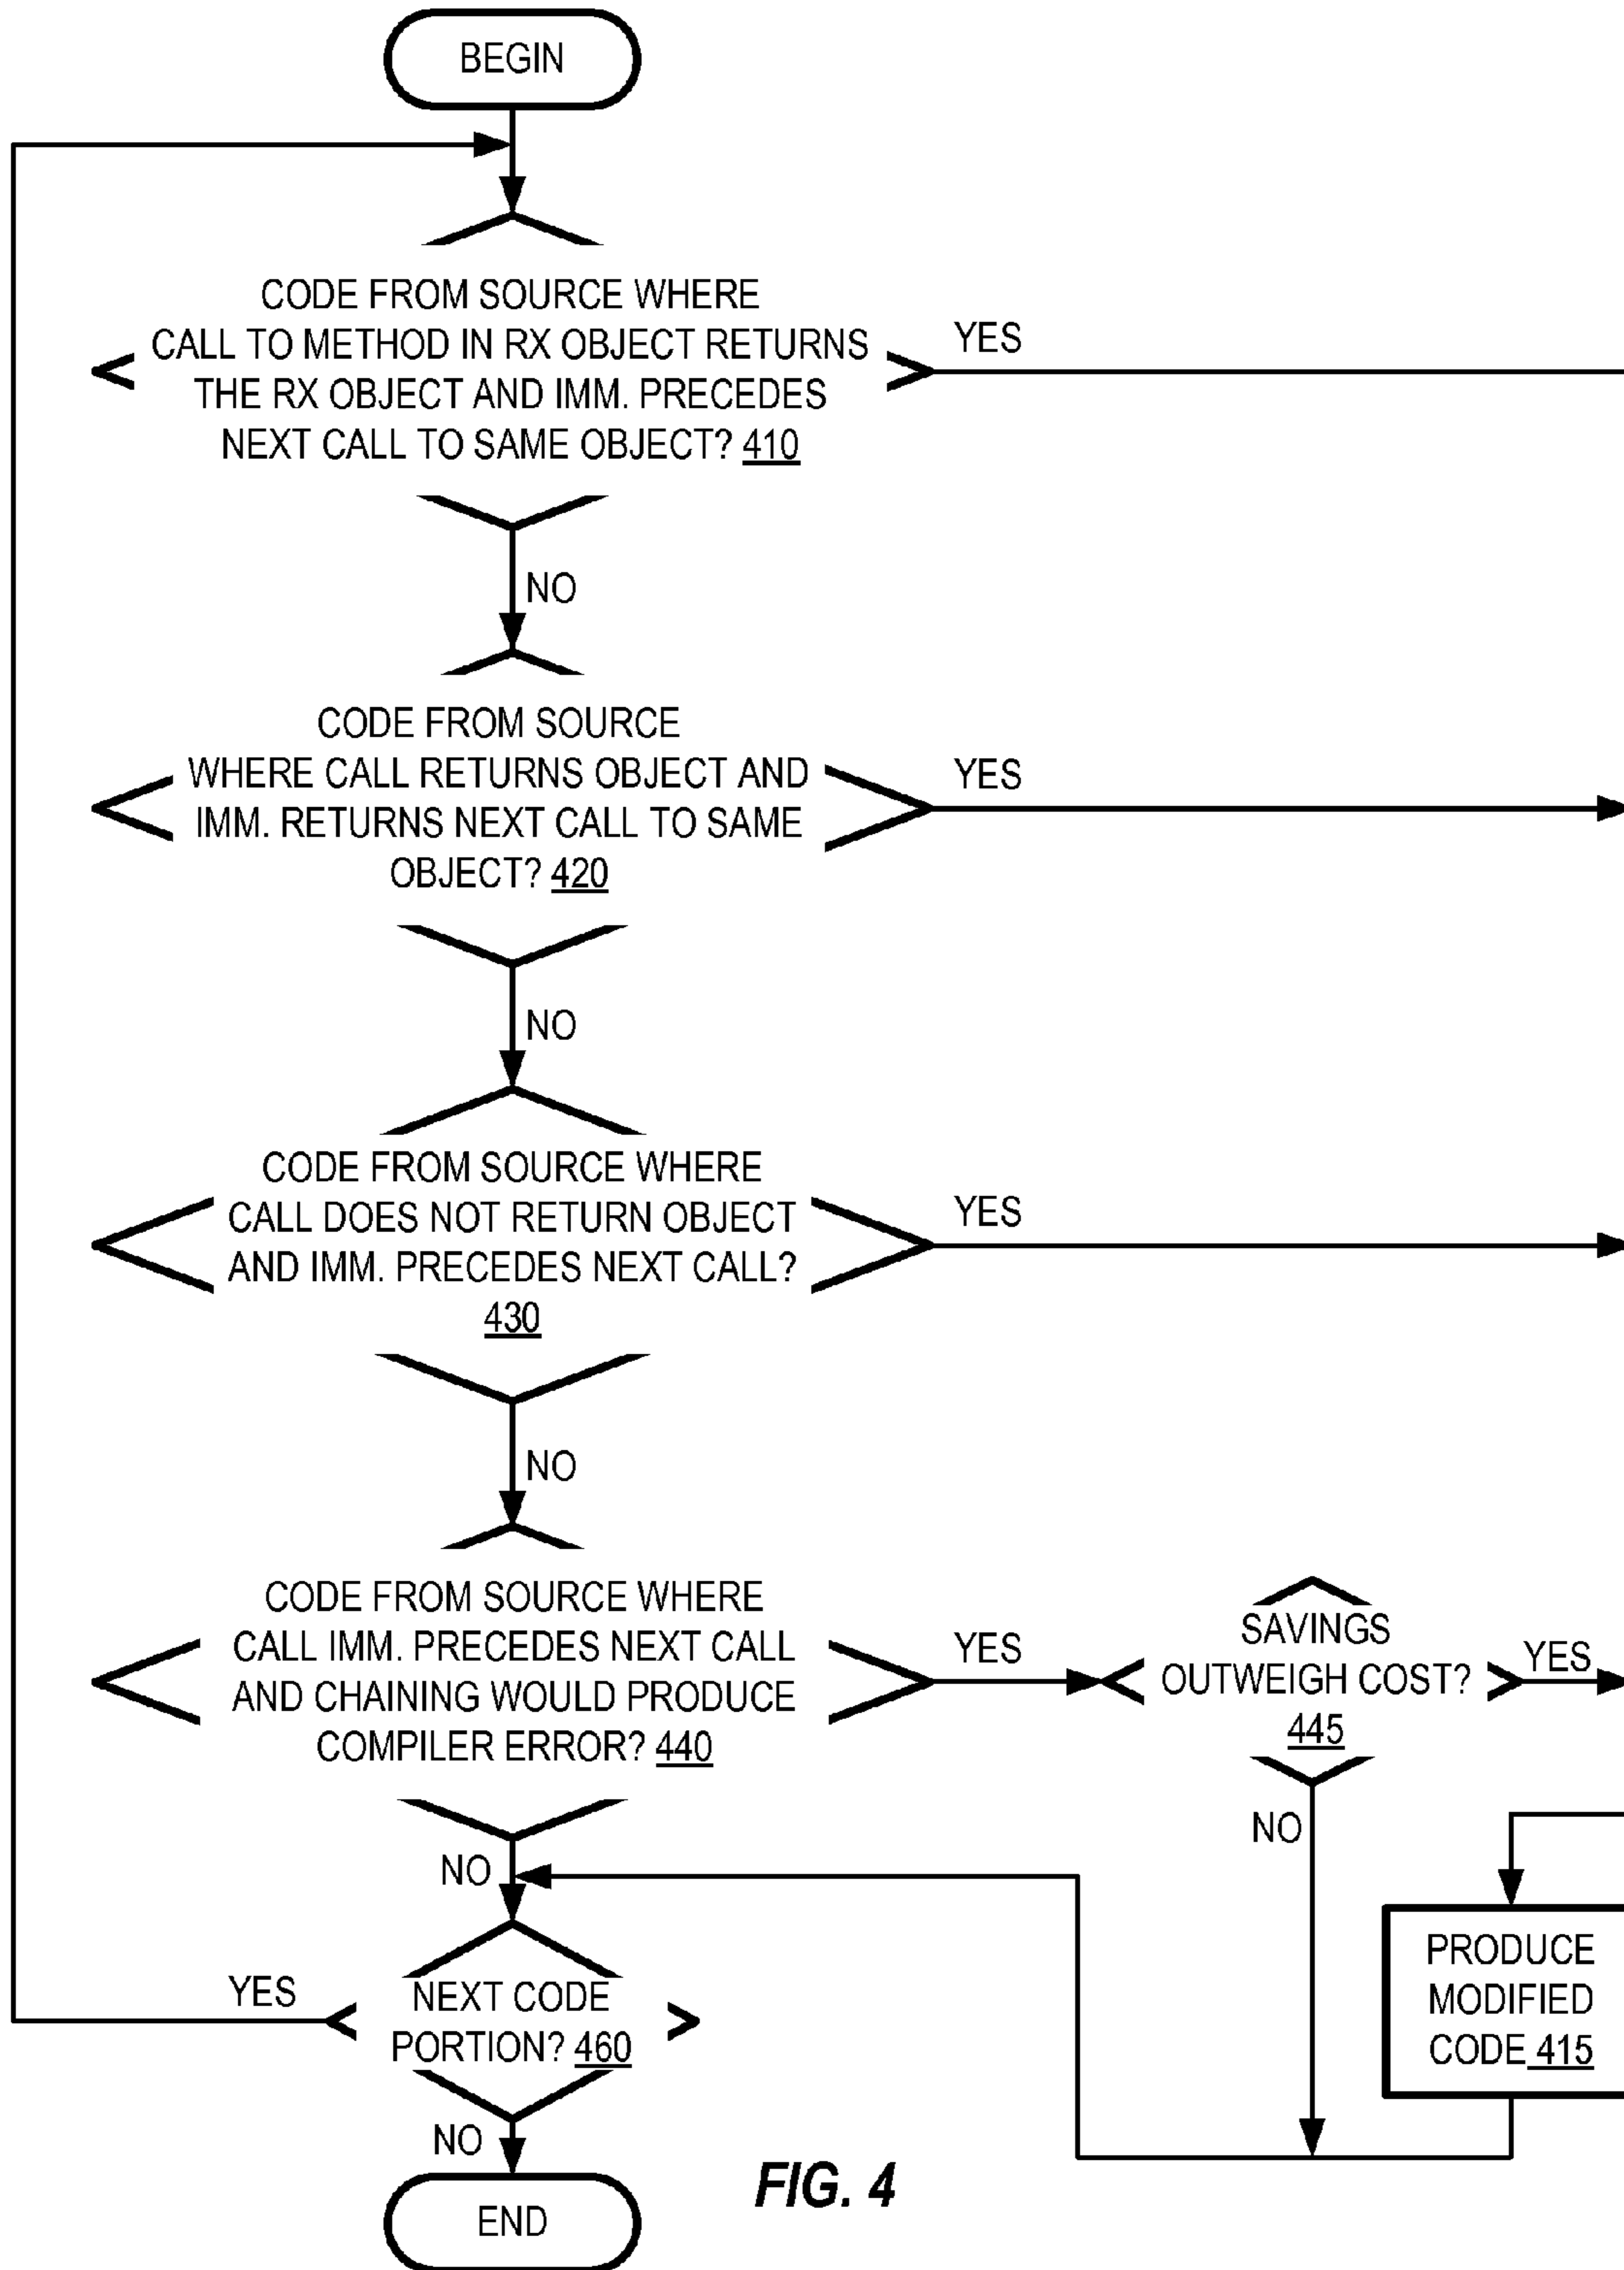 BEGIN
CODE FROM SOURCE WHERE
CALL TO METHOD IN RX OBJECT RETURNS
THE RX OBJECT AND IMM. PRECEDES
NEXT CALL TO SAME OBJECT? 410
YES
NO
CODE FROM SOURCE
WHERE CALL RETURNS OBJECT AND
IMM. RETURNS NEXT CALL TO SAME
OBJECT? 420
YES
NO
CODE FROM SOURCE WHERE
CALL DOES NOT RETURN OBJECT
AND IMM. PRECEDES NEXT CALL?
430
YES
NO
CODE FROM SOURCE WHERE
CALL IMM. PRECEDES NEXT CALL
AND CHAINING WOULD PRODUCE
COMPILER ERROR? 440
YES
SAVINGS
OUTWEIGH COST?
445
YES
NO
NO
PRODUCE
MODIFIED
CODE 415
NEXT CODE
PORTION? 460
YES
NO
END
FIG. 4